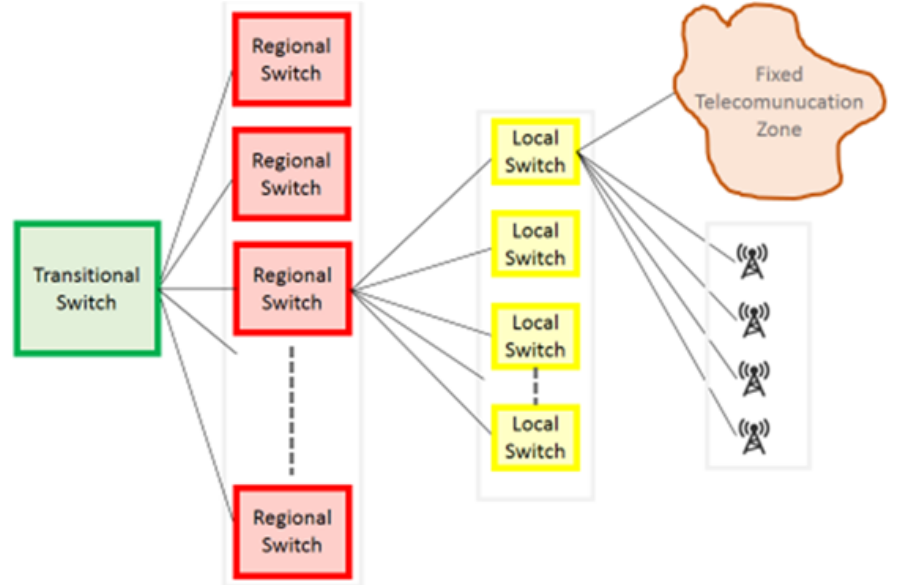 Regional
Switch
Regional
Switch
Transitional
Switch
Regional
Switch
Regional
Switch
Local
Switch
Local
Switch
Local
Switch
Local
Switch
Fixed
Telecomunucation
Zone